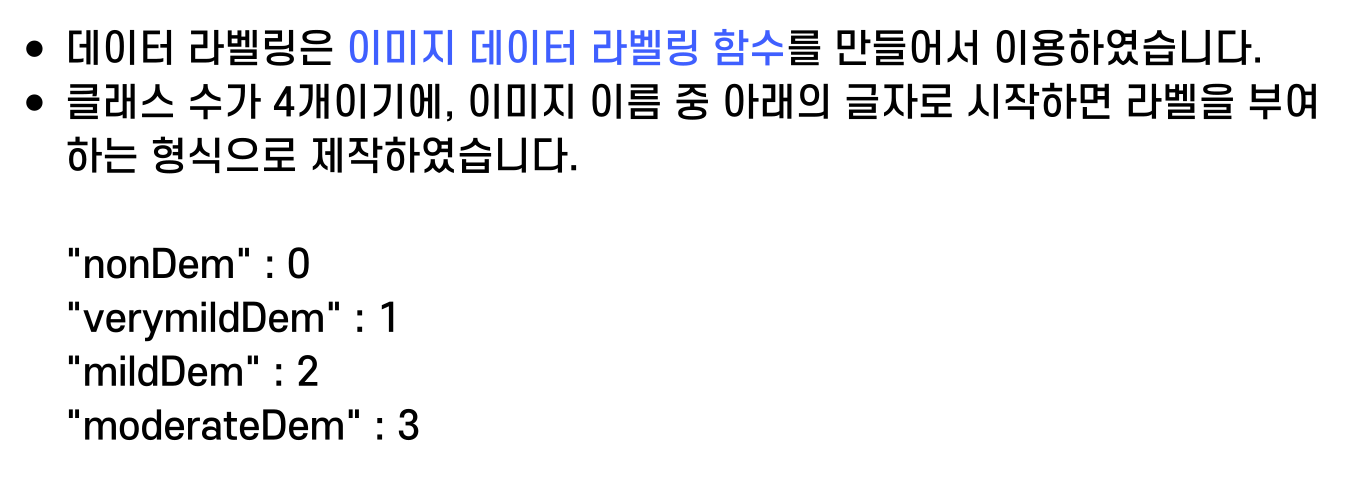 • 데이터 라벨링은 이미지 데이터 라벨링 함수를 만들어서 이용하였습니다.
• 클래스 수가 4개이기에, 이미지 이름 중 아래의 글자로 시작하면 라벨을 부여
하는 형식으로 제작하였습니다.
"nonDem" : 0
"verymildDem" : 1
"mildDem" : 2
"moderateDem" : 3